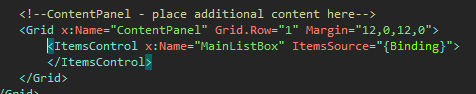 <!--ContentPanel - place additional content here-->
<Grid x:Name="ContentPanel" Grid.Row="1" Margin="12,0,12,0">
<ItemsControl x:Name="MainListBox" ItemsSource="{Binding}">
</ItemsControl>
</Grid>
</Grid>